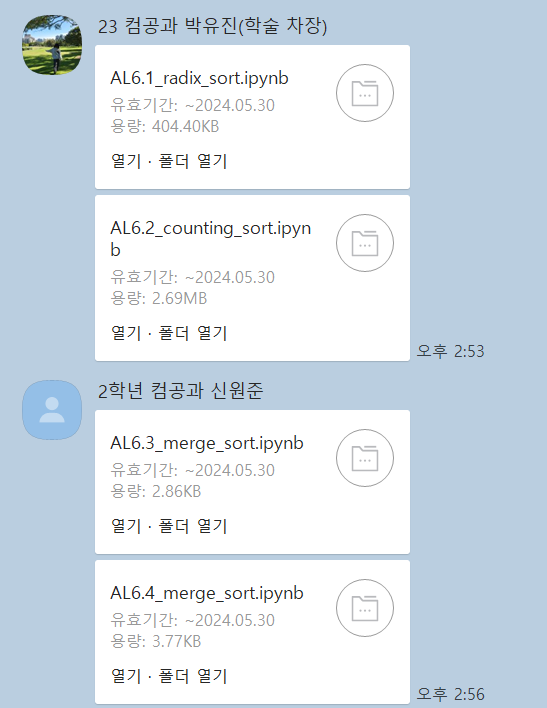 23 컴공과 박유진(학술 차장)
AL6.1_radix_sort.ipynb
유효기간: ~2024.05.30
용량: 404.40KB
열기 · 폴더 열기
AL6.2_counting_sort.ipyn
b
유효기간: ~2024.05.30
용량: 2.69MB
열기 · 폴더 열기
오후 2:53
2학년 컴공과 신원준
AL6.3_merge_sort.ipynb
유효기간: ~2024.05.30
용량: 2.86KB
열기 · 폴더 열기
AL6.4_merge_sort.ipynb
유효기간: ~2024.05.30
용량: 3.77KB
열기 · 폴더 열기
오후 2:56